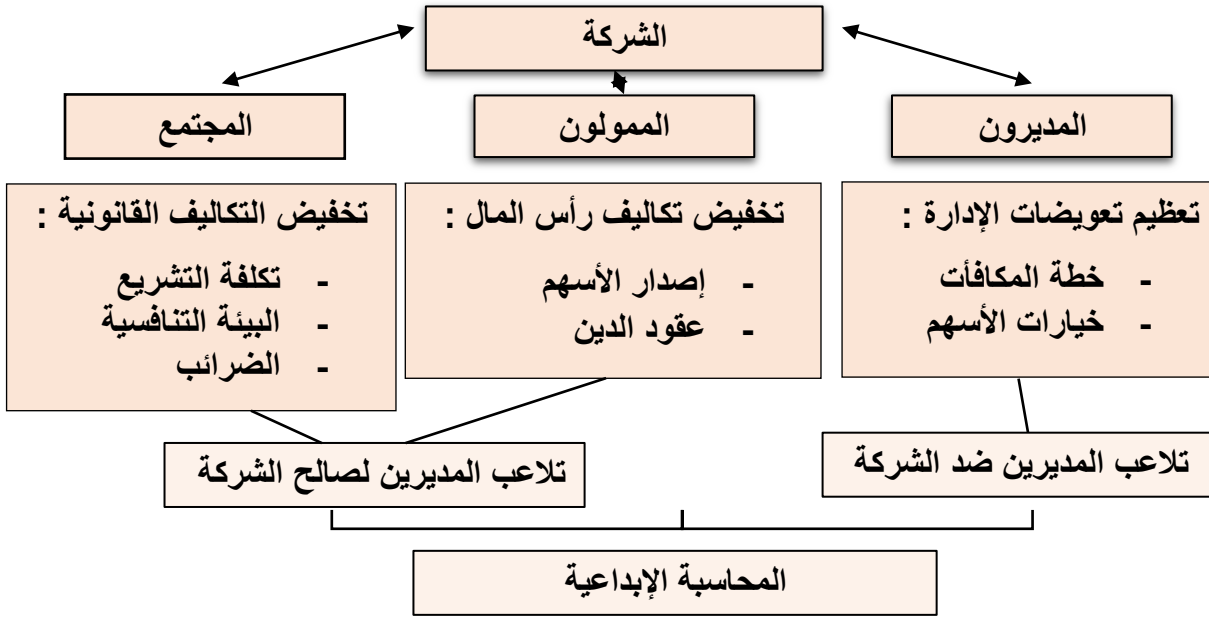 الشركة
المديرون
الممولون
المجتمع
تعظيم تعويضات الإدارة :
- خطة المكافأت
- خيارات الأسهم
تخفيض تكاليف رأس المال :
- إصدار الأسهم
- عقود الدين
تخفيض التكاليف القانونية :
- تكلفة التشريع
- البيئة التنافسية
- الضرائب
تلاعب المديرين ضد الشركة
تلاعب المديرين لصالح الشركة
المحاسبة الإبداعية